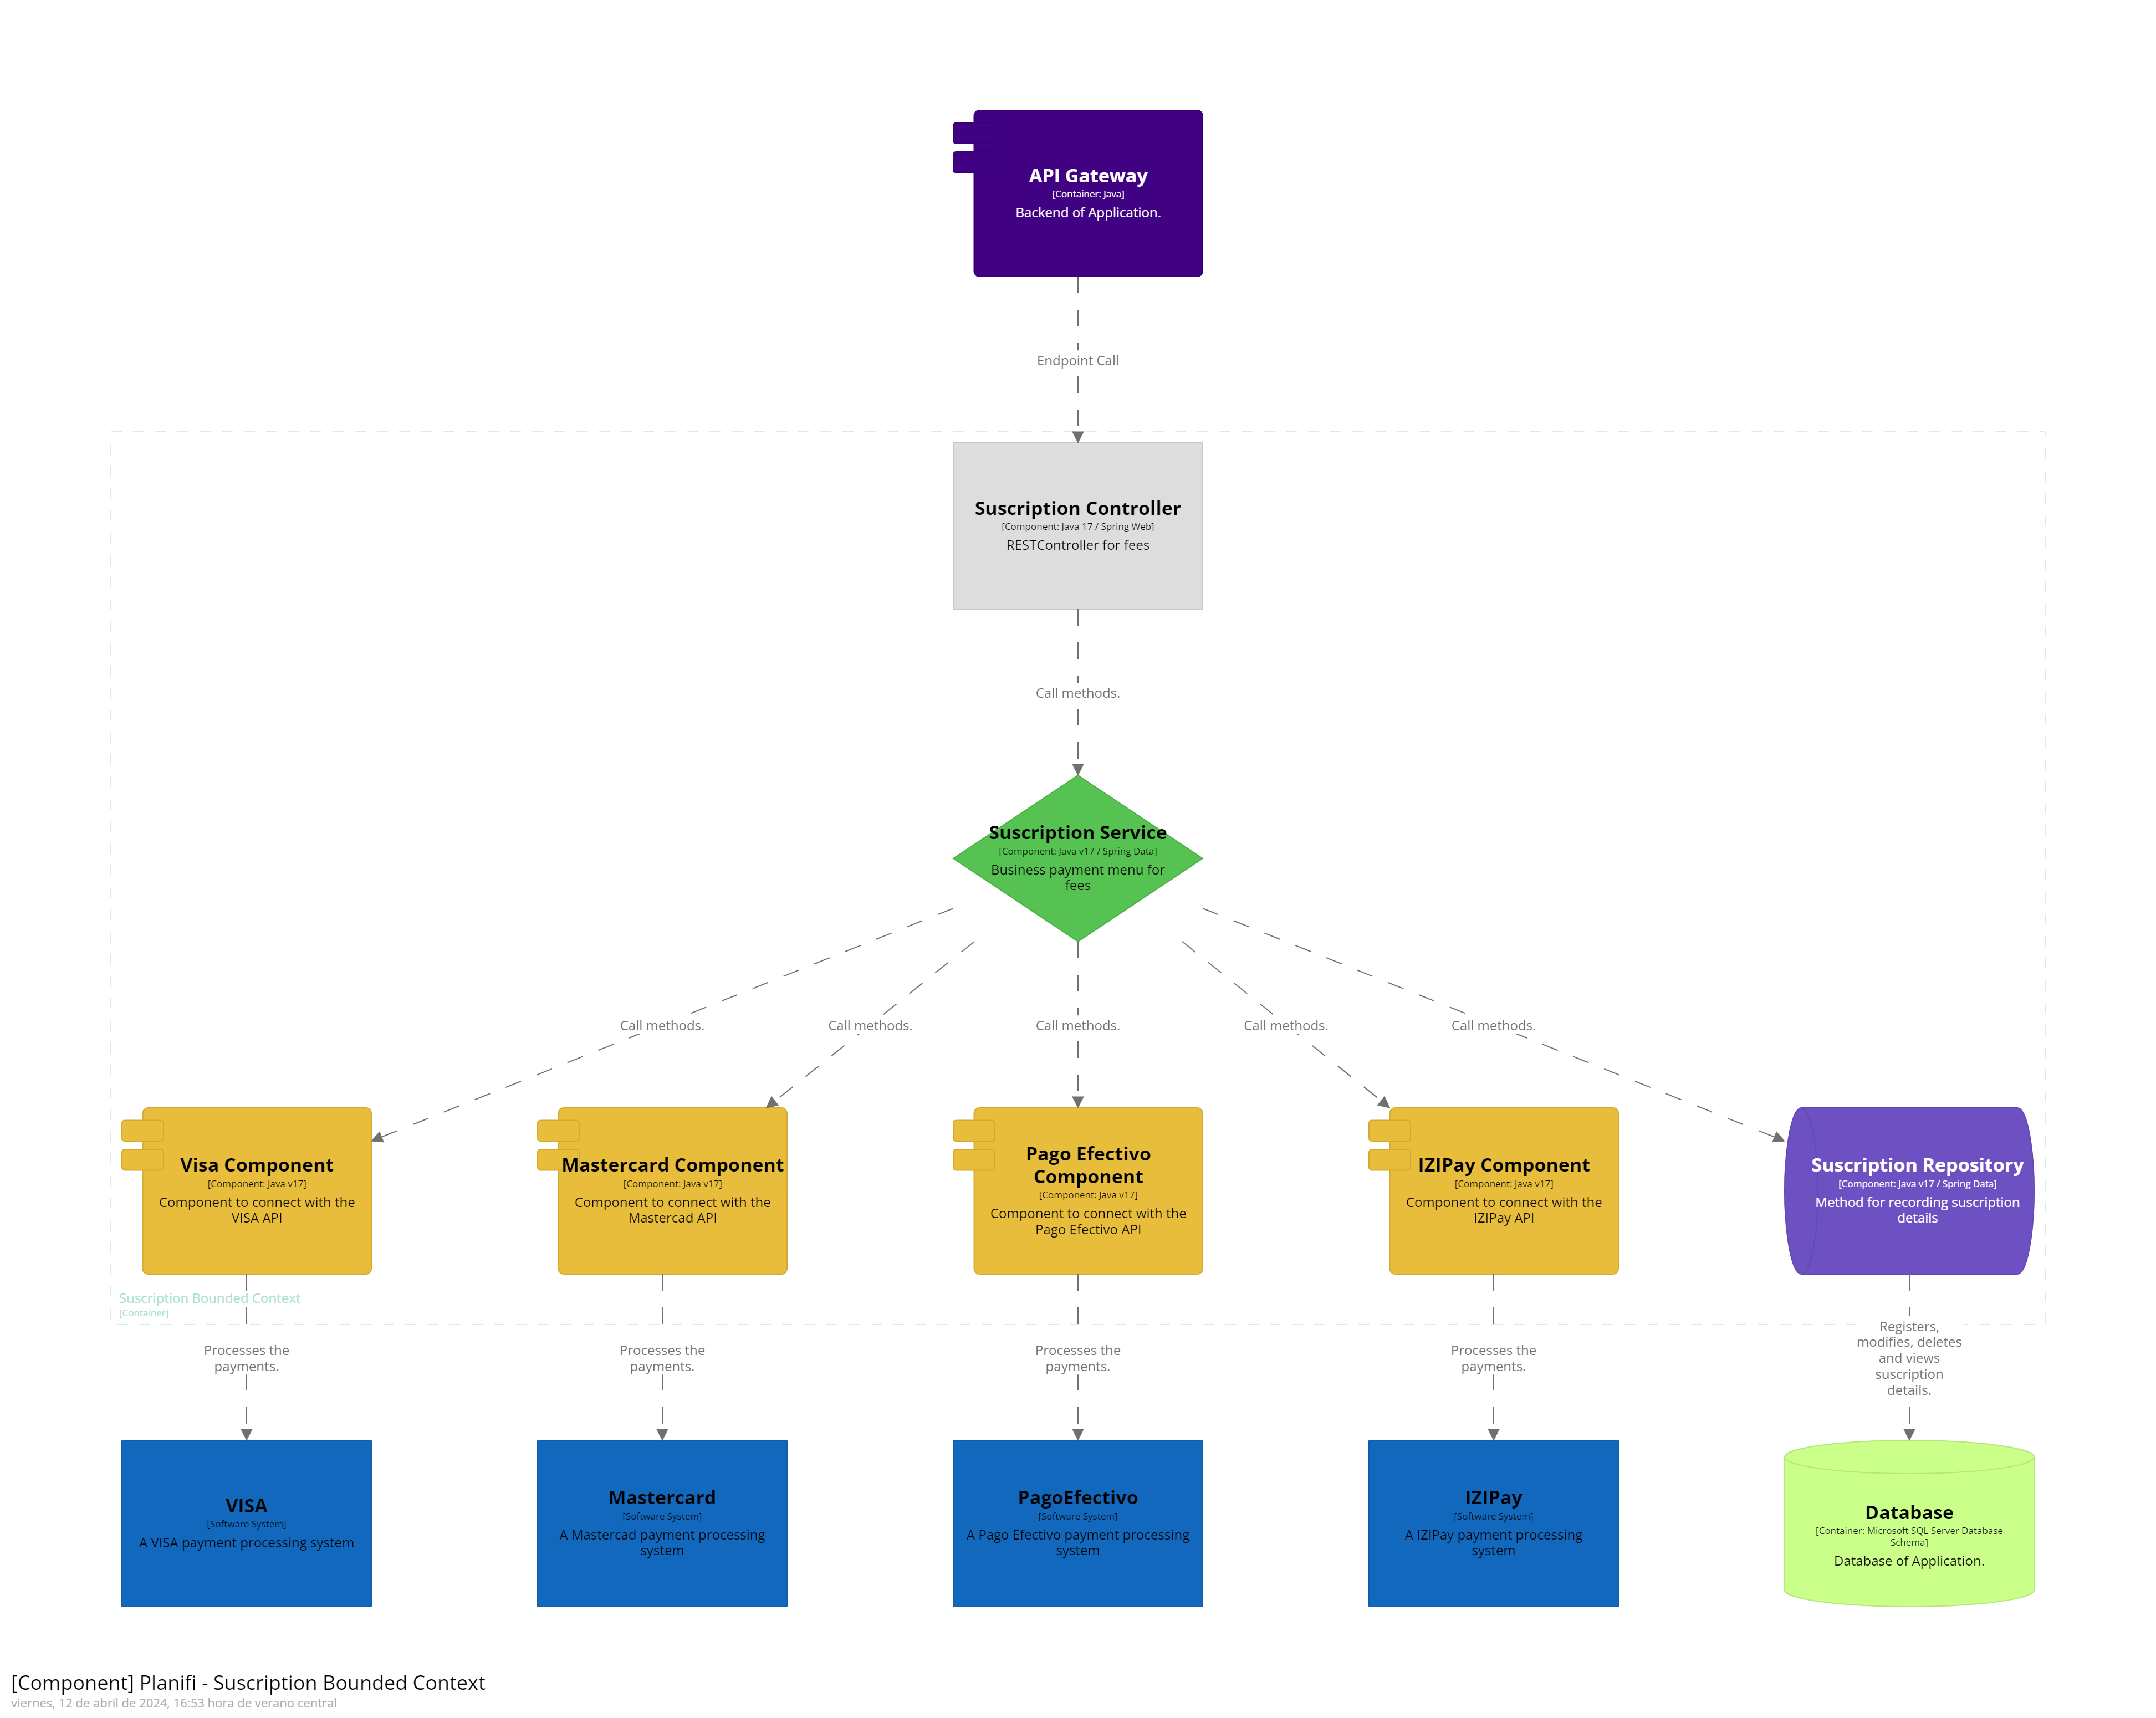 API Gateway
[Container: Java]
Backend of Application.
Endpoint Call
Suscription Controller
[Component: Java 17 / Spring Web]
RESTController for fees
Call methods.
Suscription Service
[Component: Java v17 / Spring Data]
Business payment menu for
fees
Call methods.
Call methods.
Call methods.
Call methods.
Call methods.
Visa Component
[Component: Java v17]
Component to connect with the
VISA API
Mastercard Component
[Component: Java v17]
Component to connect with the
Mastercad API
Pago Efectivo
Component
[Component: Java v17]
Component to connect with the
Pago Efectivo API
IZIPay Component
[Component: Java v17]
Component to connect with the
IZIPay API
Suscription Repository
[Component: Java v17 / Spring Data]
Method for recording suscription
details
Suscription Bounded Context
[Container]
Processes the
payments.
Processes the
payments.
Processes the
payments.
Processes the
payments.
Registers,
modifies, deletes
and views
suscription
details.
VISA
[Software System]
A VISA payment processing system
Mastercard
[Software System]
A Mastercad payment processing
system
PagoEfectivo
[Software System]
A Pago Efectivo payment processing
system
IZIPay
[Software System]
A IZIPay payment processing
system
Database
[Container: Microsoft SQL Server Database
Schema]
Database of Application.
[Component] Planifi - Suscription Bounded Context
viernes, 12 de abril de 2024, 16:53 hora de verano central